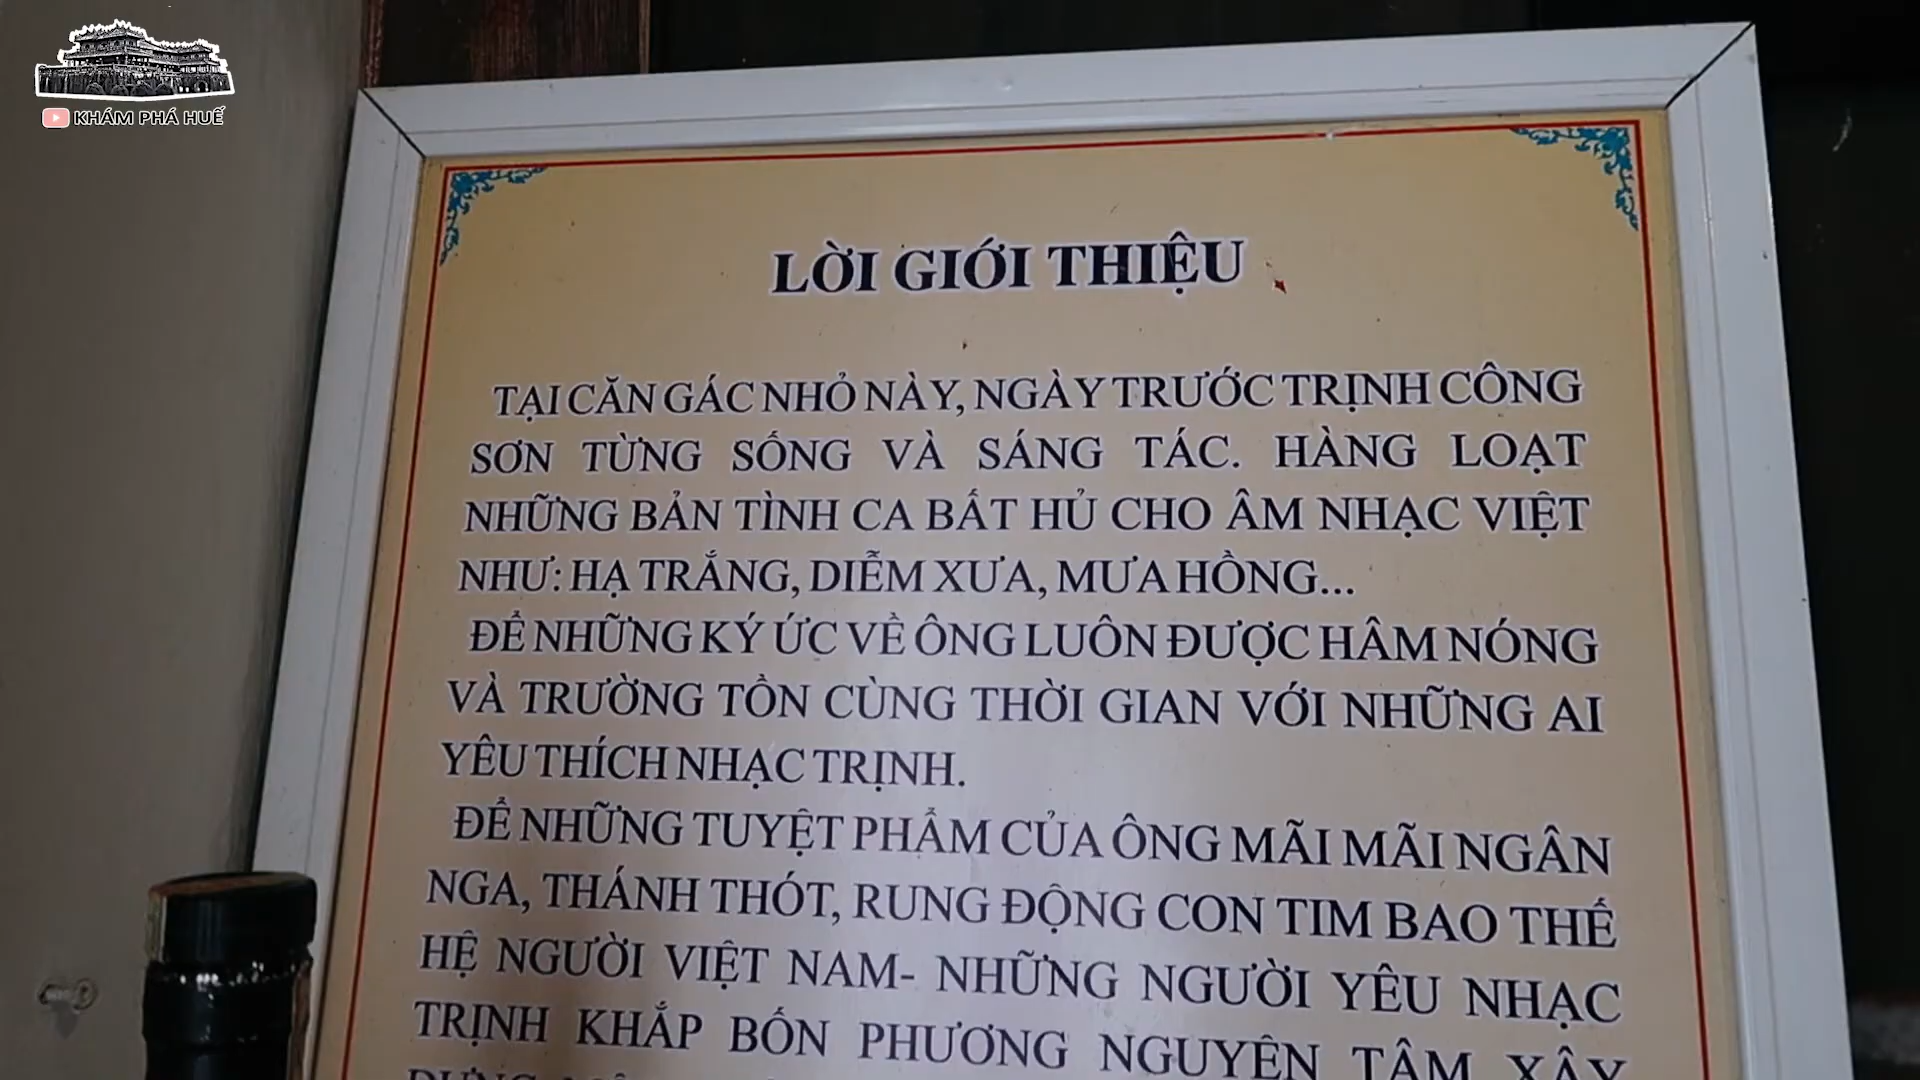 KHÁM PHÁ HUẾ
LỜI GIỚI THIỆU
TẠI CĂN GÁC NHỎ NÀY, NGÀY TRƯỚC TRỊNH CÔNG
SƠN TỪNG SỐNG VÀ SÁNG TÁC. HÀNG LOẠT
NHỮNG BẢN TÌNH CA BẤT HỦ CHO ÂM NHẠC VIỆT
NHƯ: HẠ TRẮNG, DIỄM XƯA, MƯA HỒNG...
ĐỂ NHỮNG KÝ ỨC VỀ ÔNG LUÔN ĐƯỢC HÂM NÓNG
VÀ TRƯỜNG TỒN CÙNG THỜI GIAN VỚI NHỮNG AI
YÊU THÍCH NHẠC TRỊNH.
ĐỂ NHỮNG TUYỆT PHẨM CỦA ÔNG MÃI MÃI NGÂN
NGA, THÁNH THÓT, RUNG ĐỘNG CON TIM BAO THẾ
HỆ NGƯỜI VIỆT NAM- NHỮNG NGƯỜI YÊU NHẠC
TRỊNH KHẮP BỐN PHƯƠNG NGUYỆN TÂM XÂY